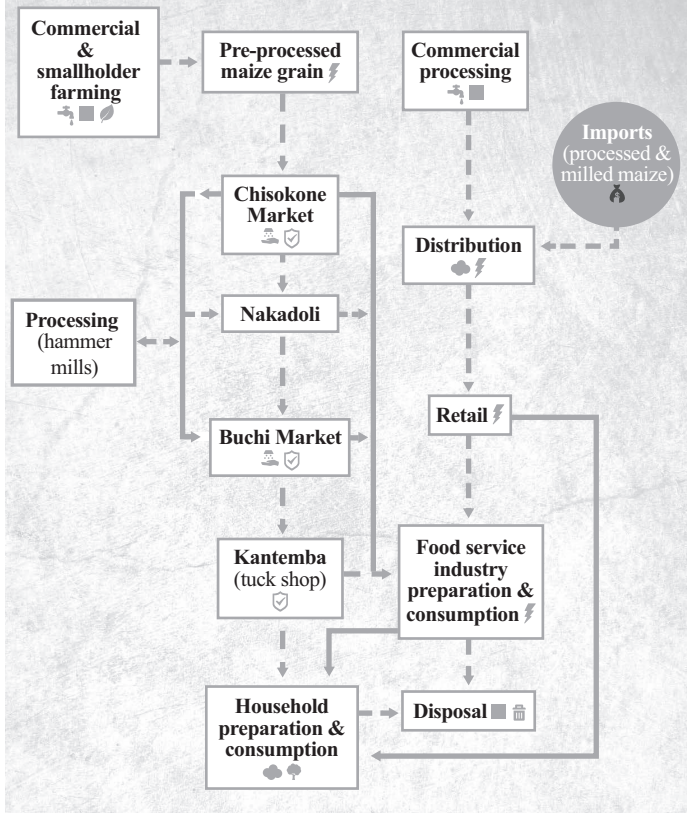 Commercial
&
smallholder
farming
Pre-processed
maize grain
Commercial
processing
Imports
(processed &
milled maize)
Chisokone
Market
Distribution
Processing
(hammer
mills)
Nakadoli
Retail
Buchi Market
Kantemba
(tuck shop)
Food service
industry
preparation &
consumption
Household
preparation &
consumption
Disposal